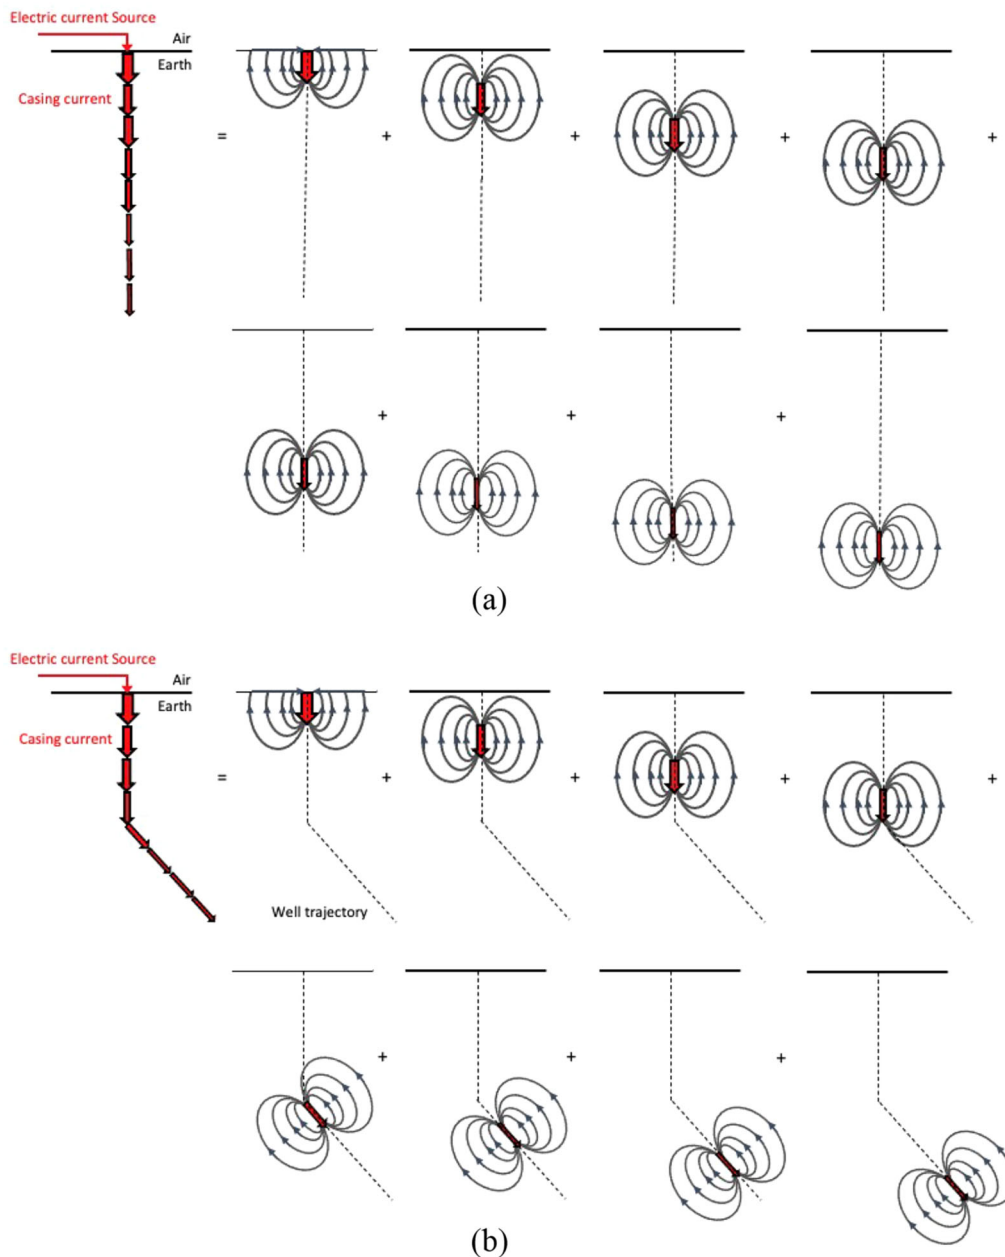 Electric current Source
Air
Earth
Casing current
=
+
+
+
+
+
+
+
(a)
Electric current Source
Air
Earth
Casing current
=
+
+
+
+
Well trajectory
+
+
+
(b)